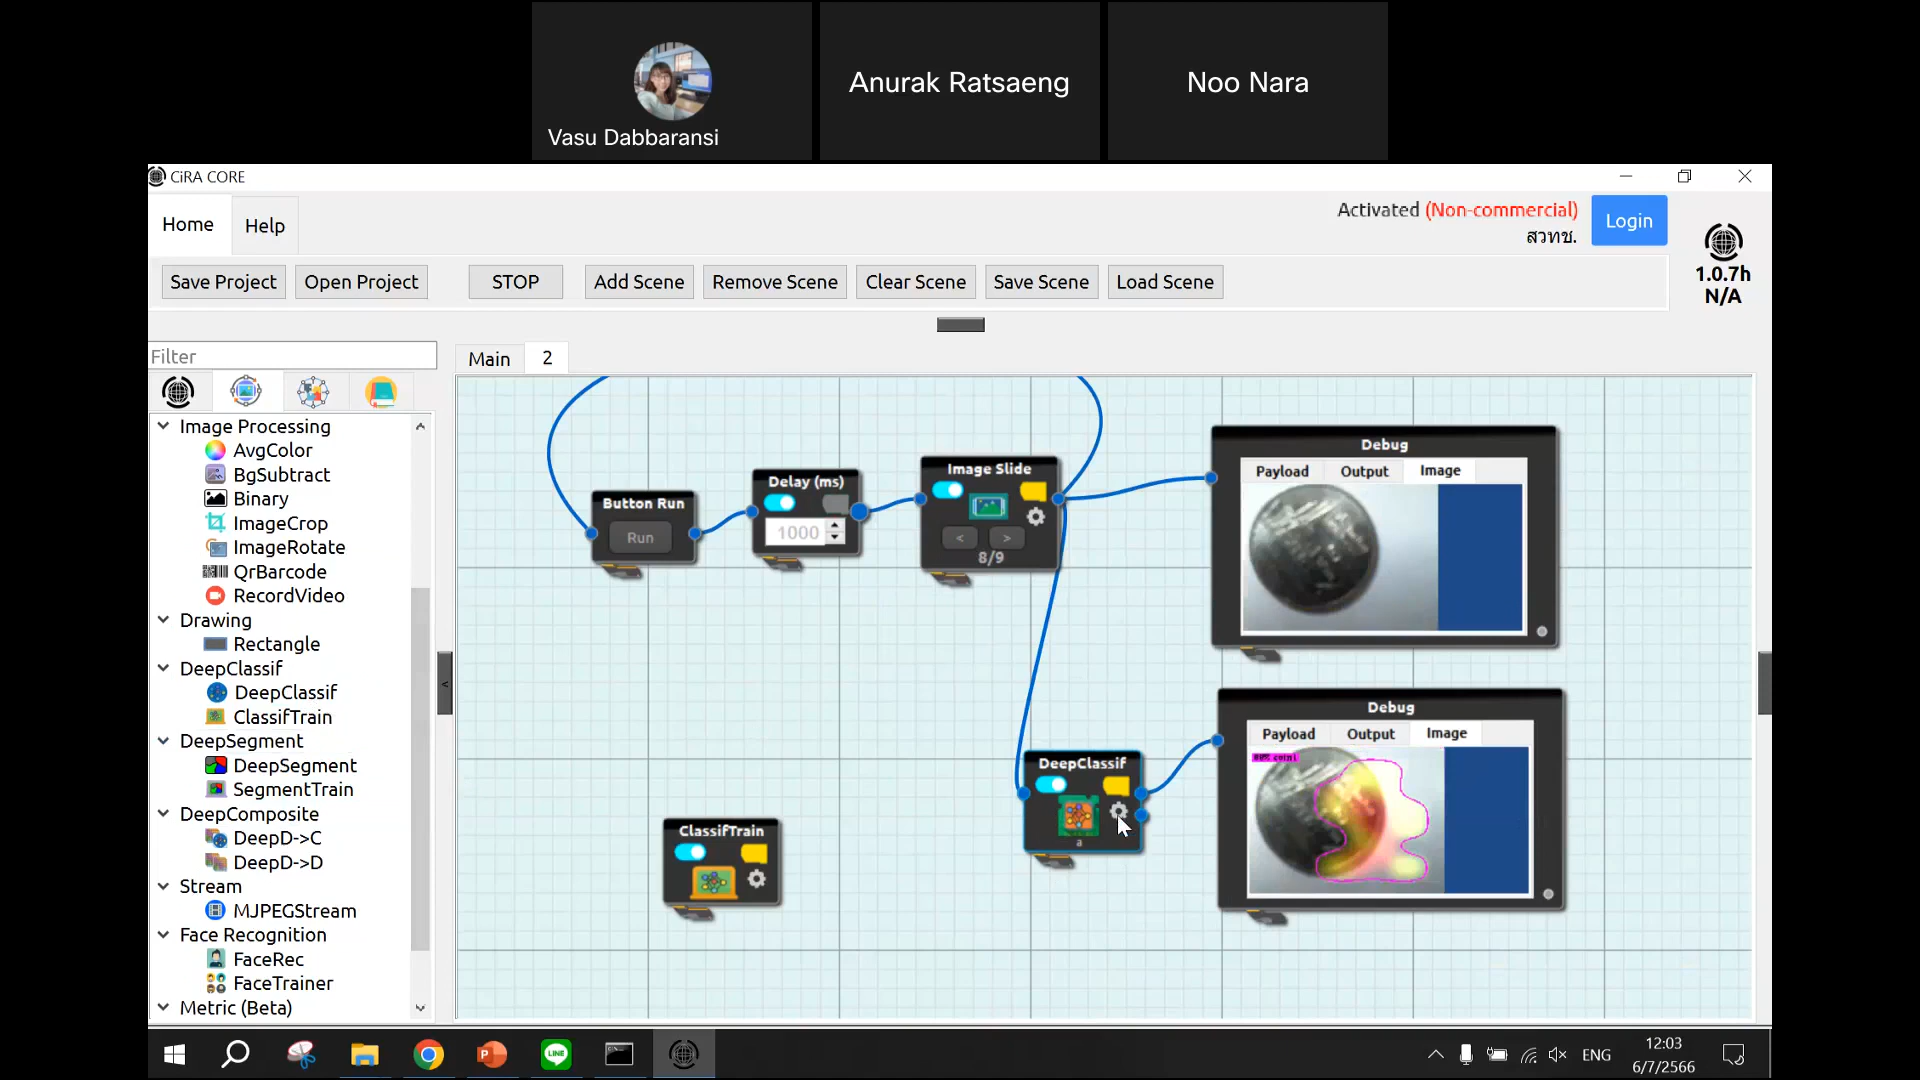 Vasu Dabbaransi
Anurak Ratsaeng
Noo Nara
CiRA CORE
Home
Help
Activated (Non-commercial)
สวทช.
Login
1.0.7h
N/A
Save Project
Open Project
STOP
Add Scene
Remove Scene
Clear Scene
Save Scene
Load Scene
Filter
Main
2
Image Processing
AvgColor
BgSubtract
Binary
ImageCrop
ImageRotate
QrBarcode
RecordVideo
Drawing
Rectangle
DeepClassif
DeepClassif
ClassifTrain
DeepSegment
DeepSegment
SegmentTrain
DeepComposite
DeepD->C
DeepD->D
Stream
MJPEGStream
Face Recognition
FaceRec
FaceTrainer
Metric (Beta)
Button Run
Run
Delay (ms)
1000
Image Slide
<
>
8/9
Debug
Payload
Output
Image
ClassifTrain
DeepClassif
a
Debug
Payload
Output
Image
<
LINE
ENG
12:03
6/7/2566